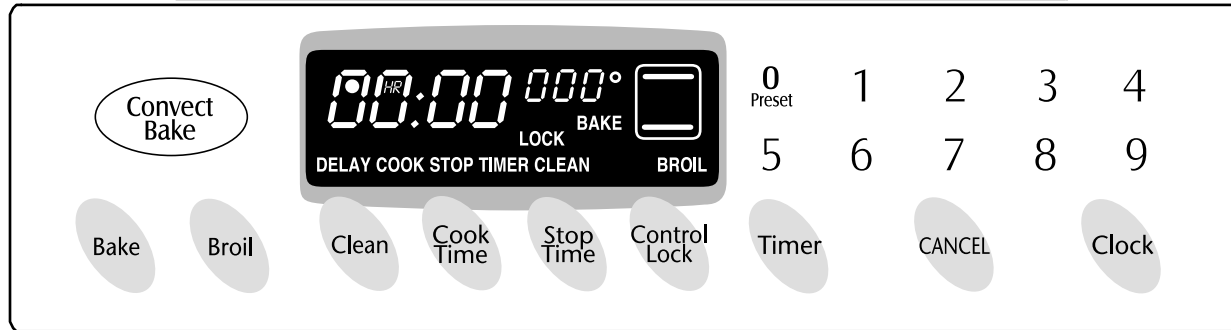 Convect
Bake
00:00
HR
000°
BAKE
LOCK
DELAY COOK STOP TIMER CLEAN
BROIL
0 1 2 3 4
Preset
5 6 7 8 9
Bake
Broil
Clean
Cook
Time
Stop
Time
Control
Lock
Timer
CANCEL
Clock